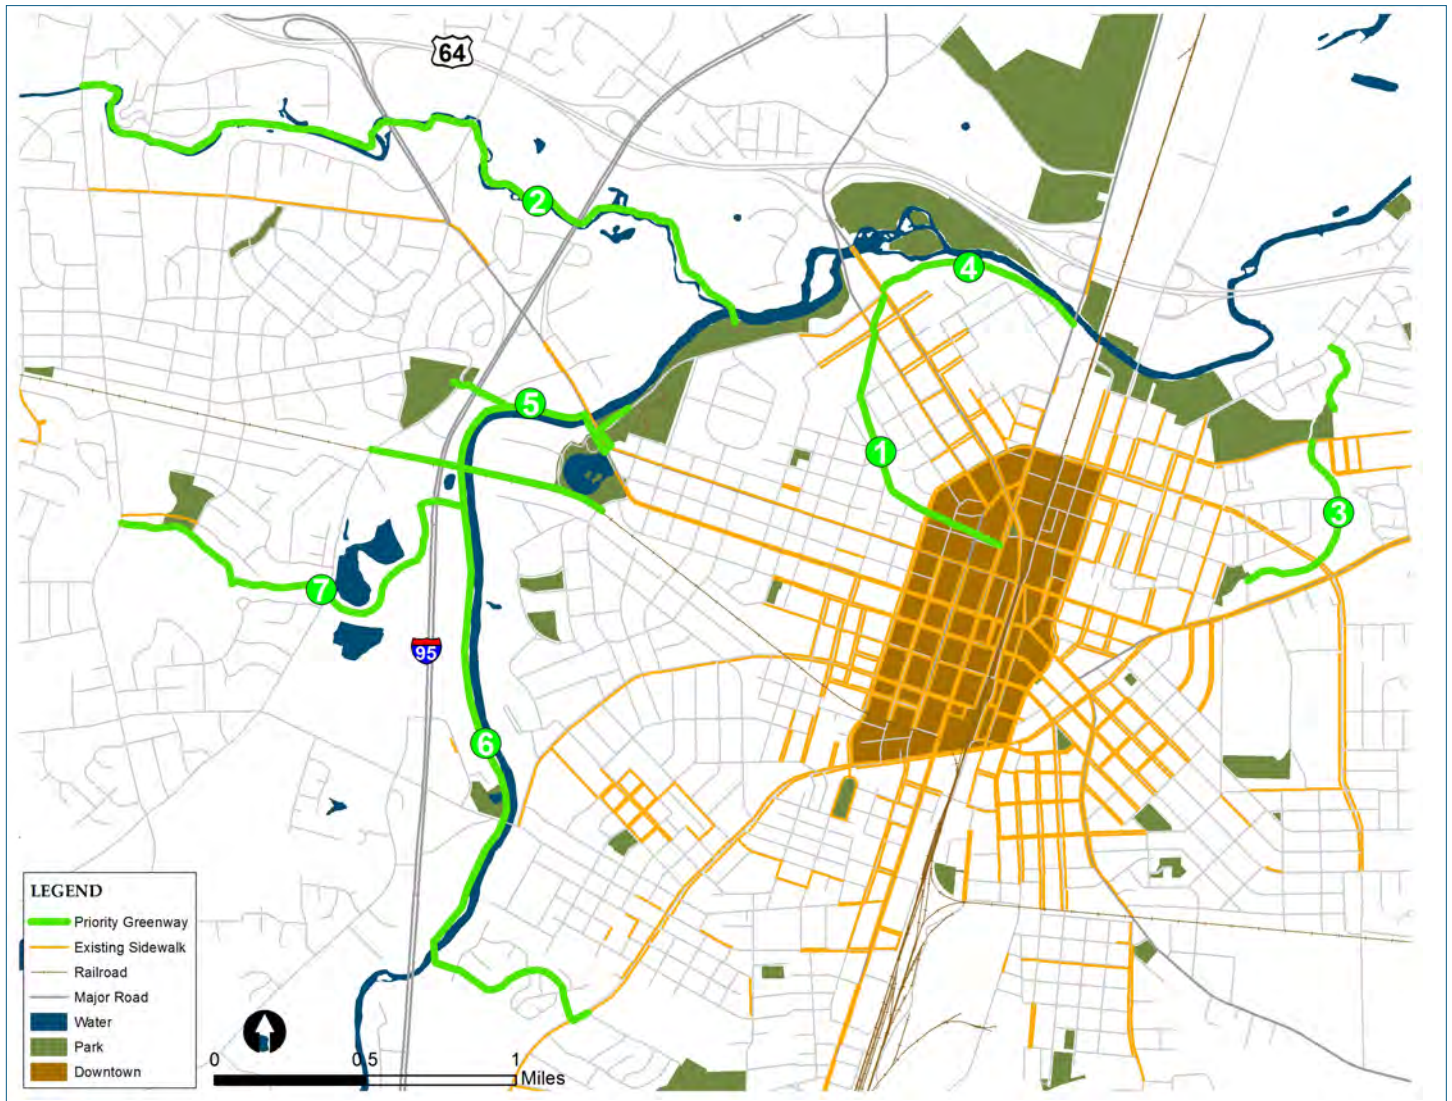 64
2
4
5
1
3
7
95
6
LEGEND
Priority Greenway
Existing Sidewalk
Railroad
Major Road
Water
Park
Downtown
0 0.5 1
Miles